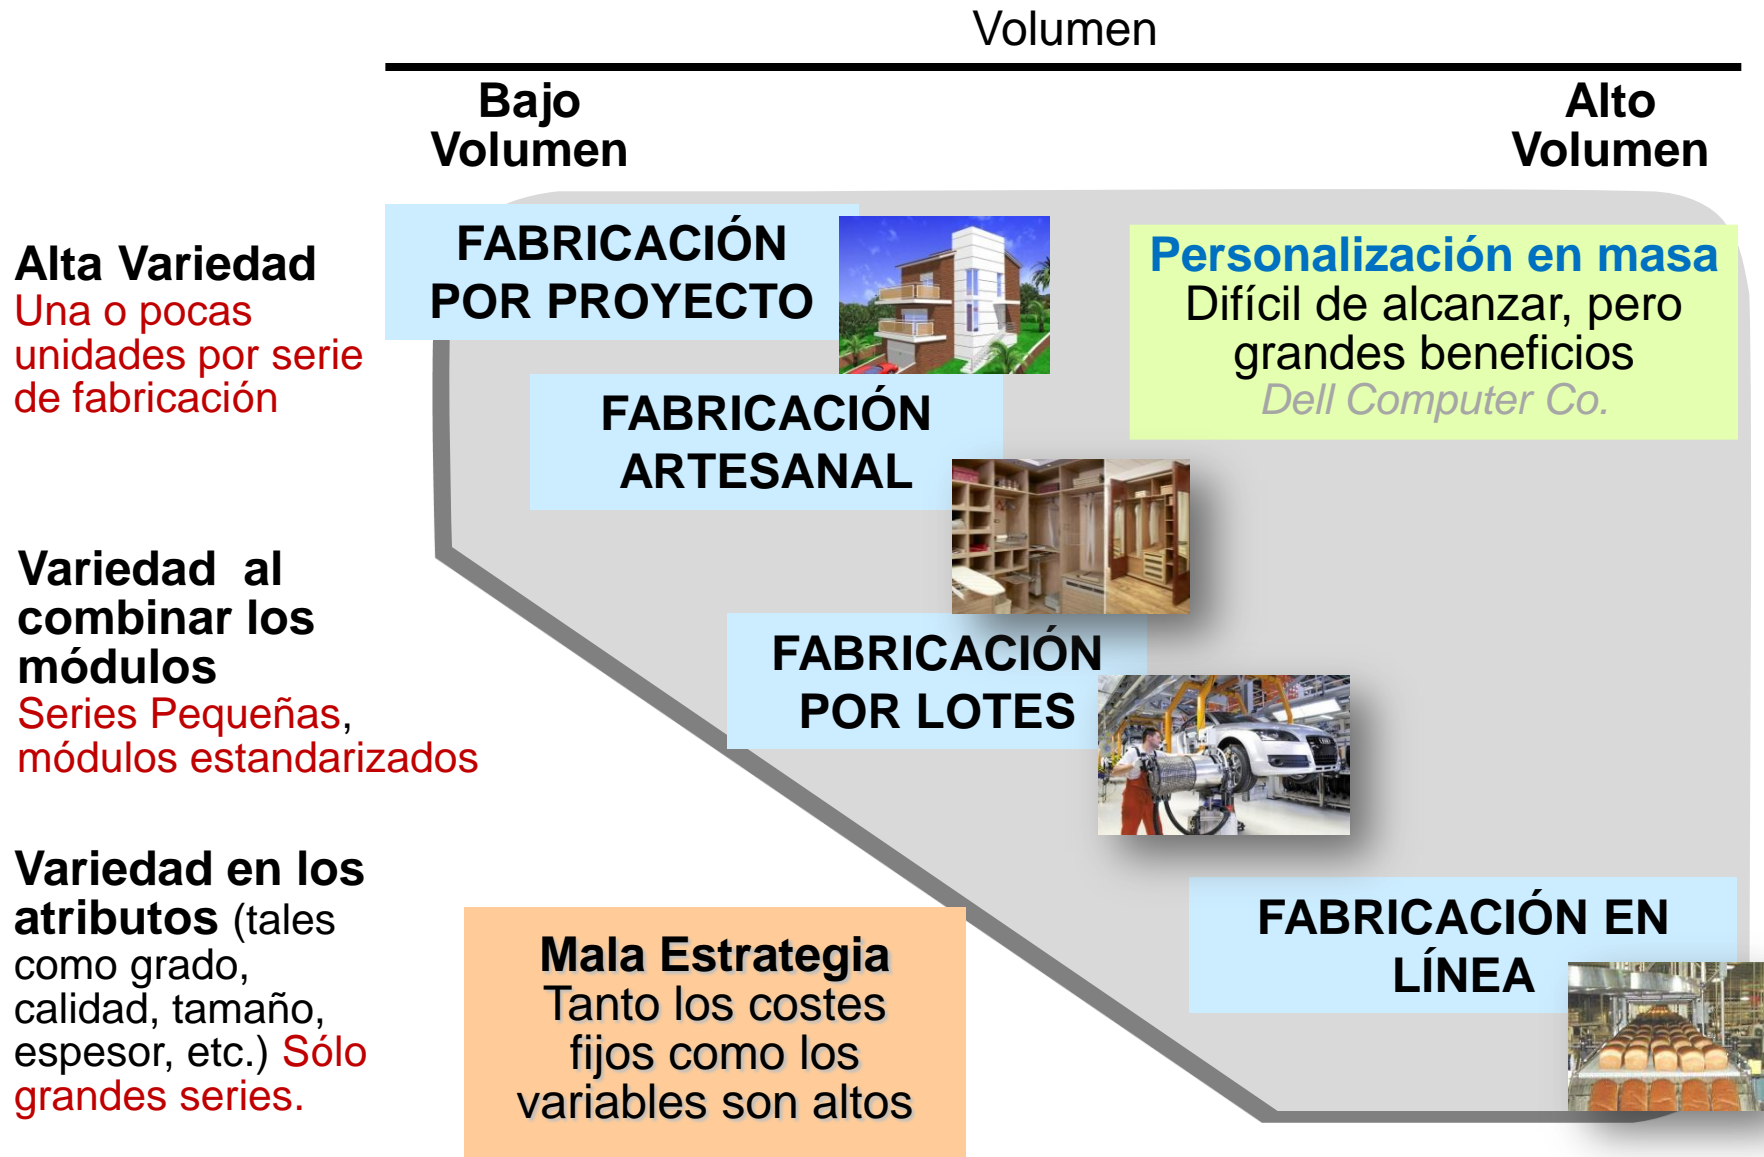 Volumen
Bajo
Volumen
Alto
Volumen
Alta Variedad
Una o pocas
unidades por serie
de fabricación
FABRICACIÓN
POR PROYECTO
Personalización en masa
Difícil de alcanzar, pero
grandes beneficios
Dell Computer Co.
FABRICACIÓN
ARTESANAL
Variedad al
combinar los
módulos
Series Pequeñas,
módulos estandarizados
FABRICACIÓN
POR LOTES
Variedad en los
atributos (tales
como grado,
calidad, tamaño,
espesor, etc.) Sólo
grandes series.
Mala Estrategia
Tanto los costes
fijos como los
variables son altos
FABRICACIÓN EN
LÍNEA